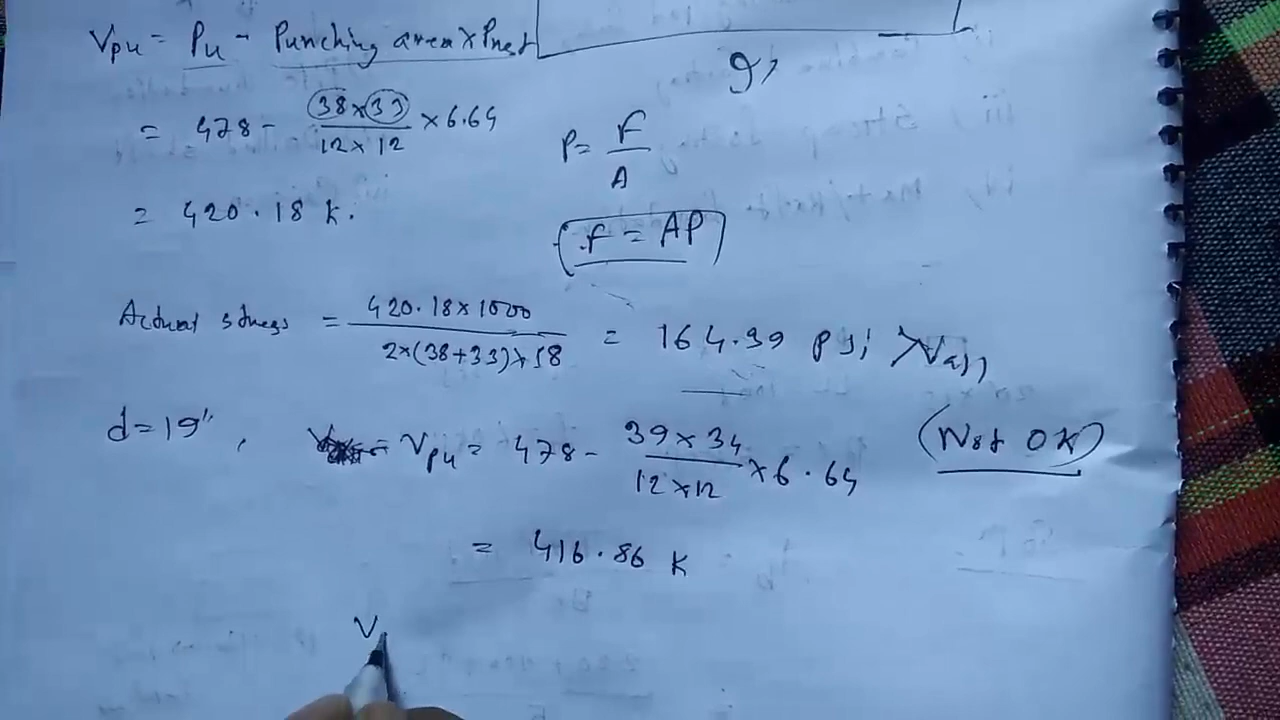 Vpu = Pu - Punching area x Pnet
9,
= 478 - 38x33 / 12x12 x 6.64
P = F / A
= 420.18 K.
F = AP
Actual stress = 420.18x1000 / 2x(38+33)x18 = 164.39 psi > Vall
(Not OK)
d = 19", Vpu = 478 - 39x34 / 12x12 x 6.64
= 416.86 K
V